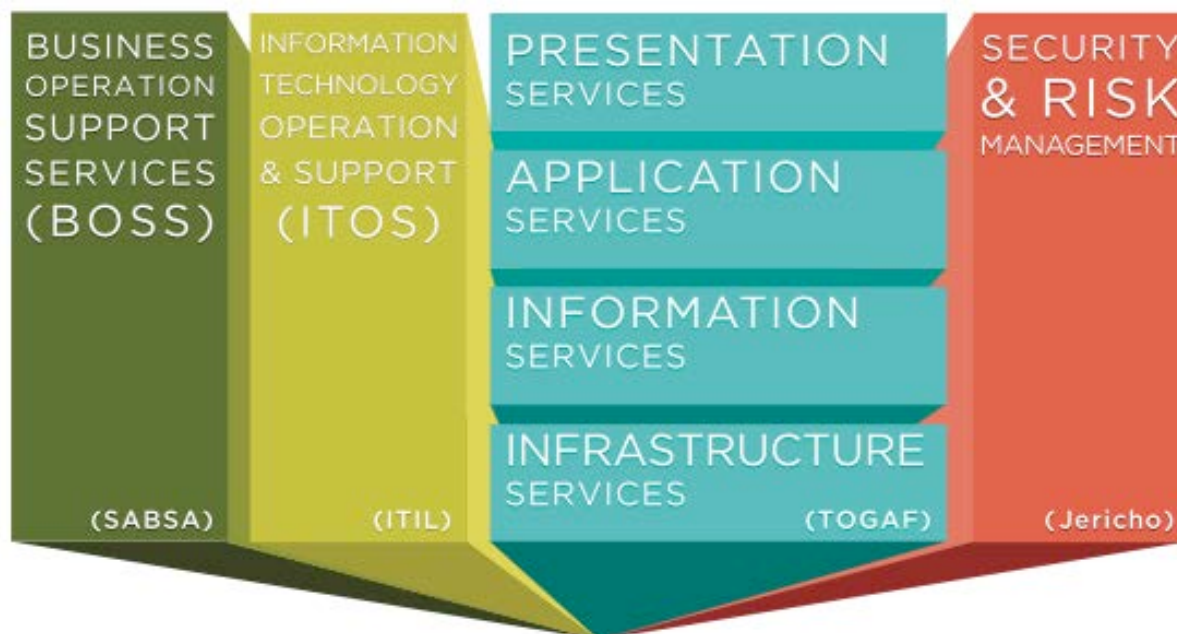 BUSINESS
OPERATION
SUPPORT
SERVICES
(BOSS)
(SABSA)
INFORMATION
TECHNOLOGY
OPERATION
& SUPPORT
(ITOS)
(ITIL)
PRESENTATION
SERVICES
APPLICATION
SERVICES
INFORMATION
SERVICES
INFRASTRUCTURE
SERVICES
(TOGAF)
SECURITY
& RISK
MANAGEMENT
(Jericho)